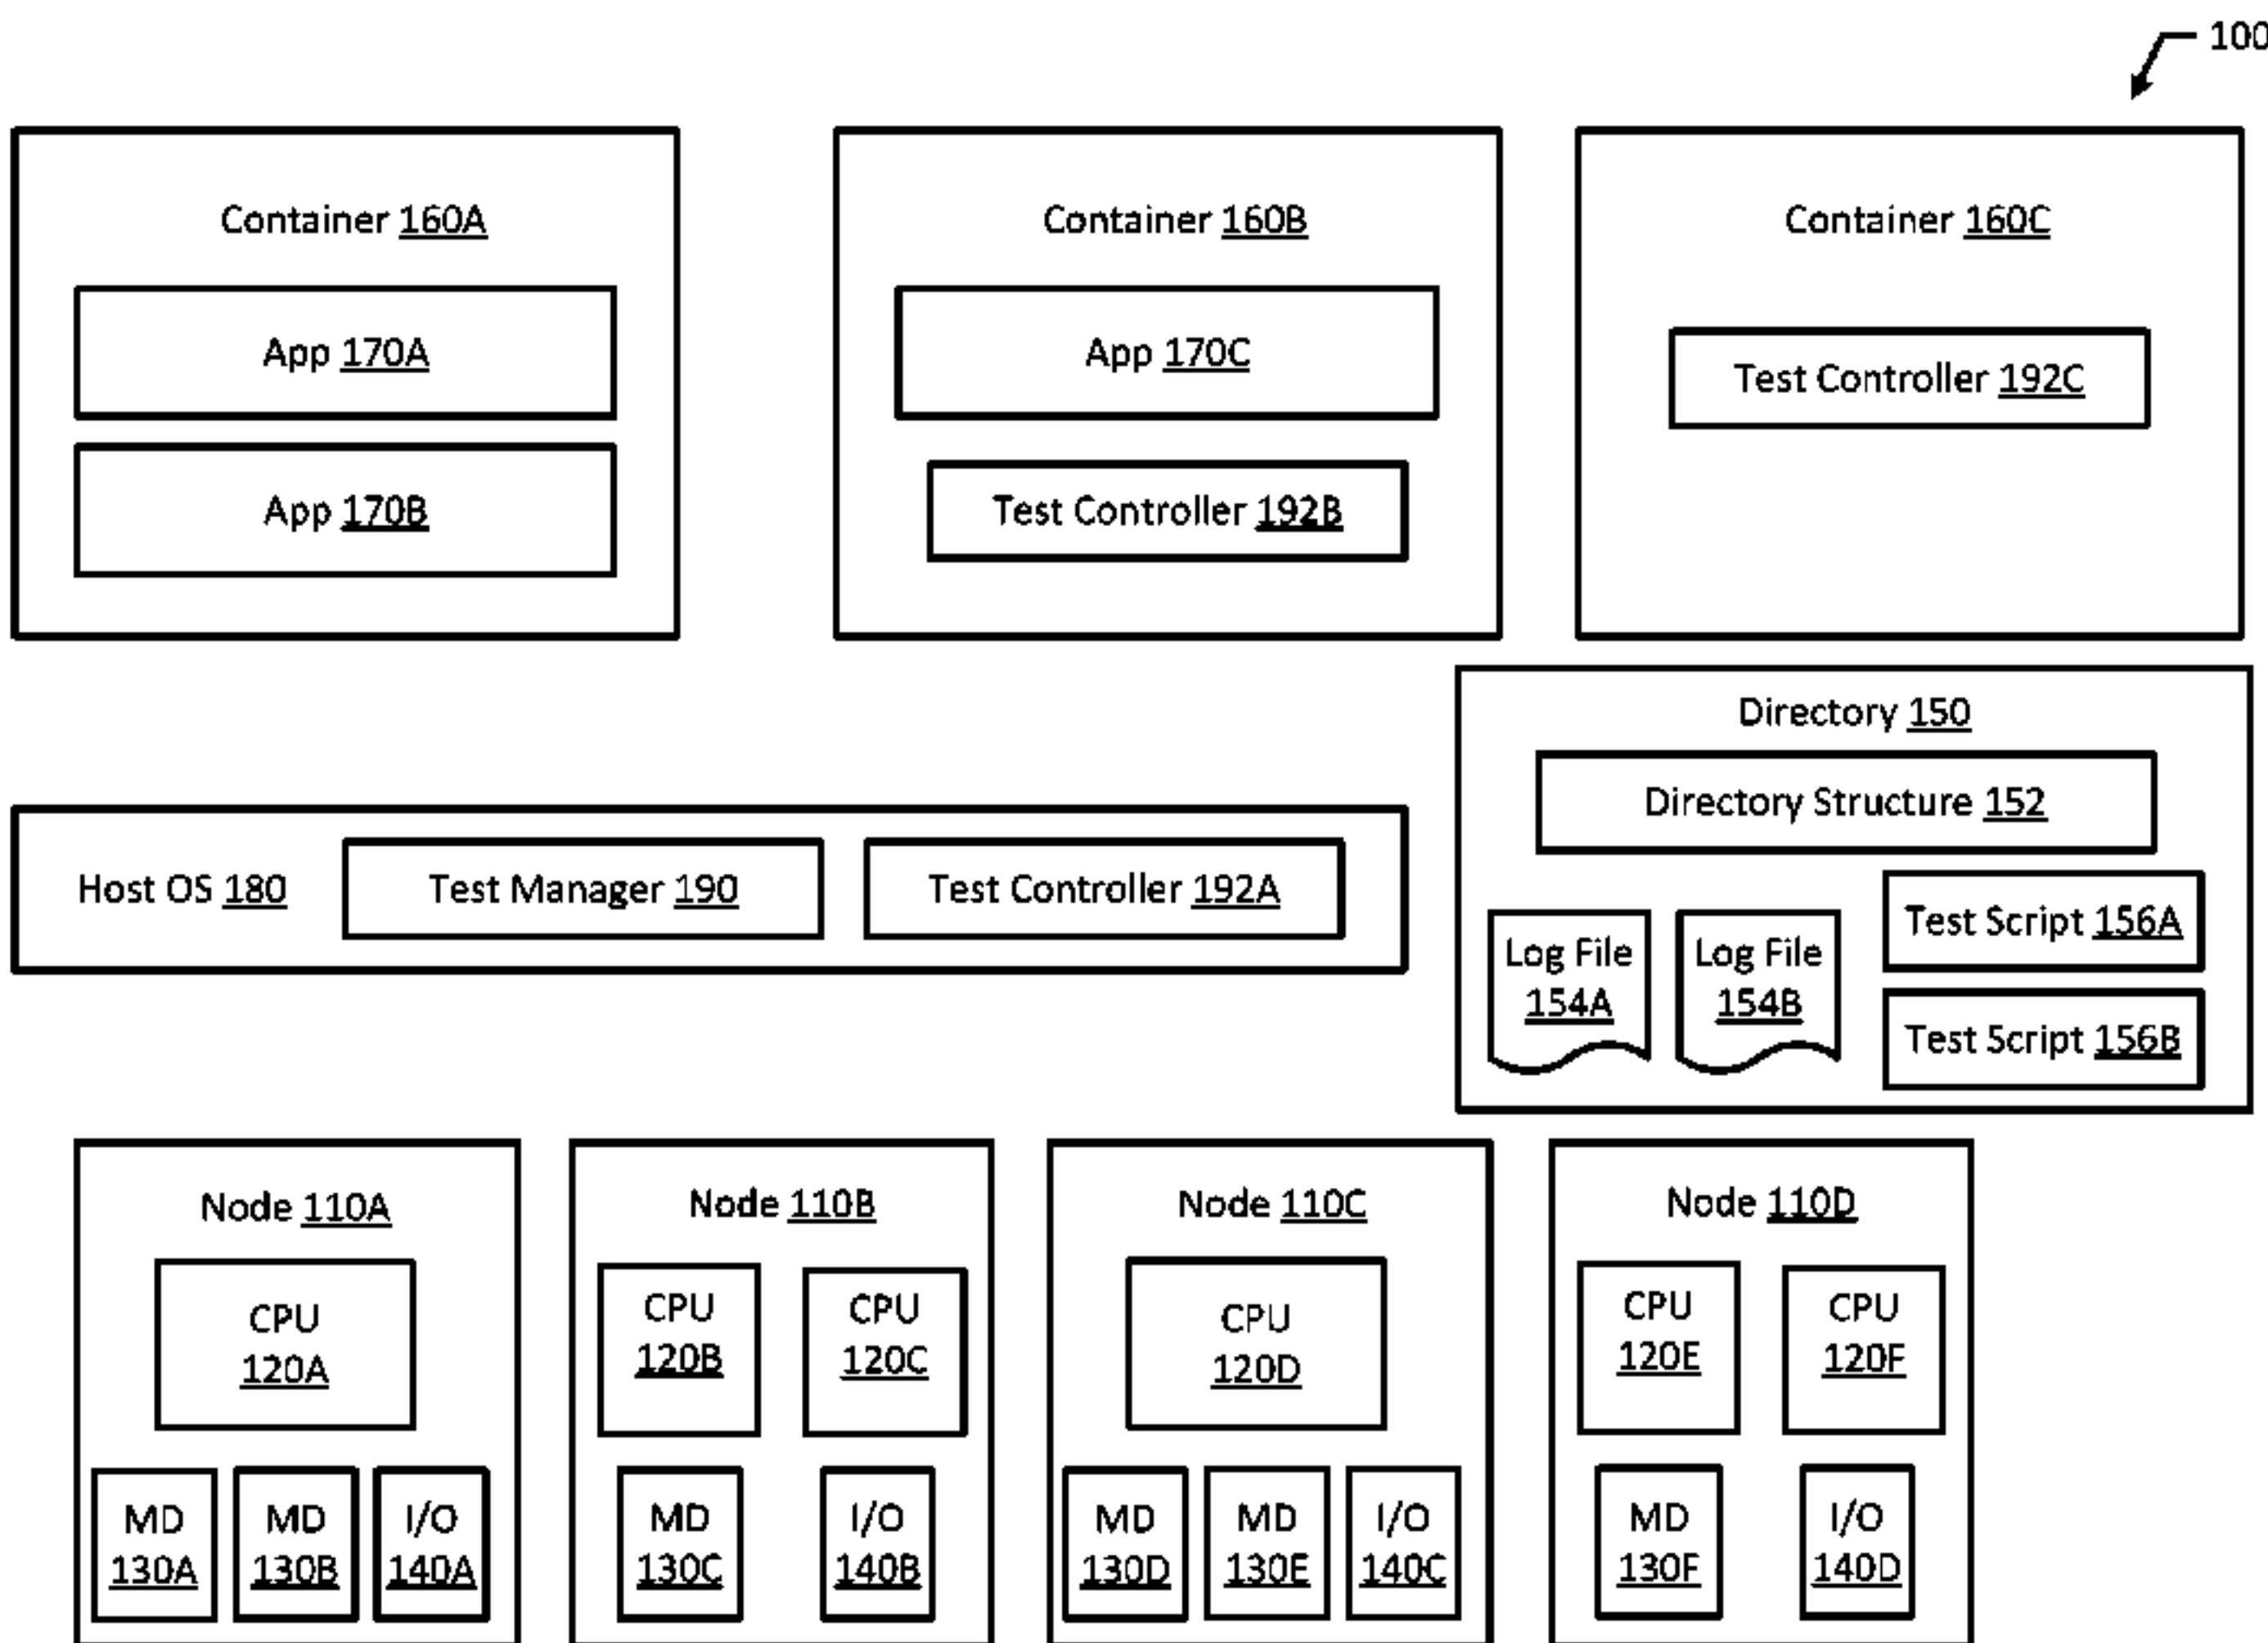 100
Container 160A
App 170A
App 170B
Container 160B
App 170C
Test Controller 192B
Container 160C
Test Controller 192C
Host OS 180
Test Manager 190
Test Controller 192A
Directory 150
Directory Structure 152
Log File
154A
Log File
154B
Test Script 156A
Test Script 156B
Node 110A
CPU
120A
MD
130A
MD
130B
I/O
140A
Node 110B
CPU
120B
CPU
120C
MD
130C
I/O
140B
Node 110C
CPU
120D
MD
130D
MD
130E
I/O
140C
Node 110D
CPU
120E
CPU
120F
MD
130F
I/O
140D